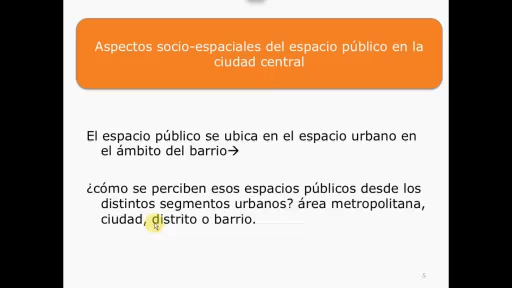 Aspectos socio-espaciales del espacio público en la
ciudad central
El espacio público se ubica en el espacio urbano en
el ámbito del barrio→
¿cómo se perciben esos espacios públicos desde los
distintos segmentos urbanos? área metropolitana,
ciudad, distrito o barrio.
5